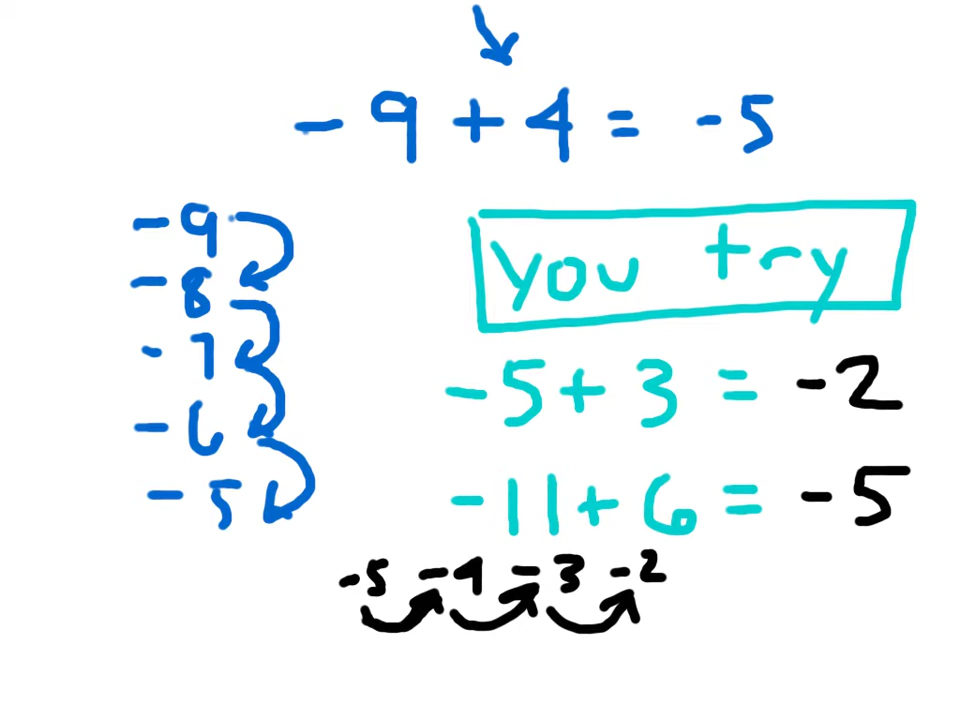 -9 + 4 = -5
-9
-8
-7
-6
-5
you try
-5 + 3 = -2
-11 + 6 = -5
-5 -4 -3 -2